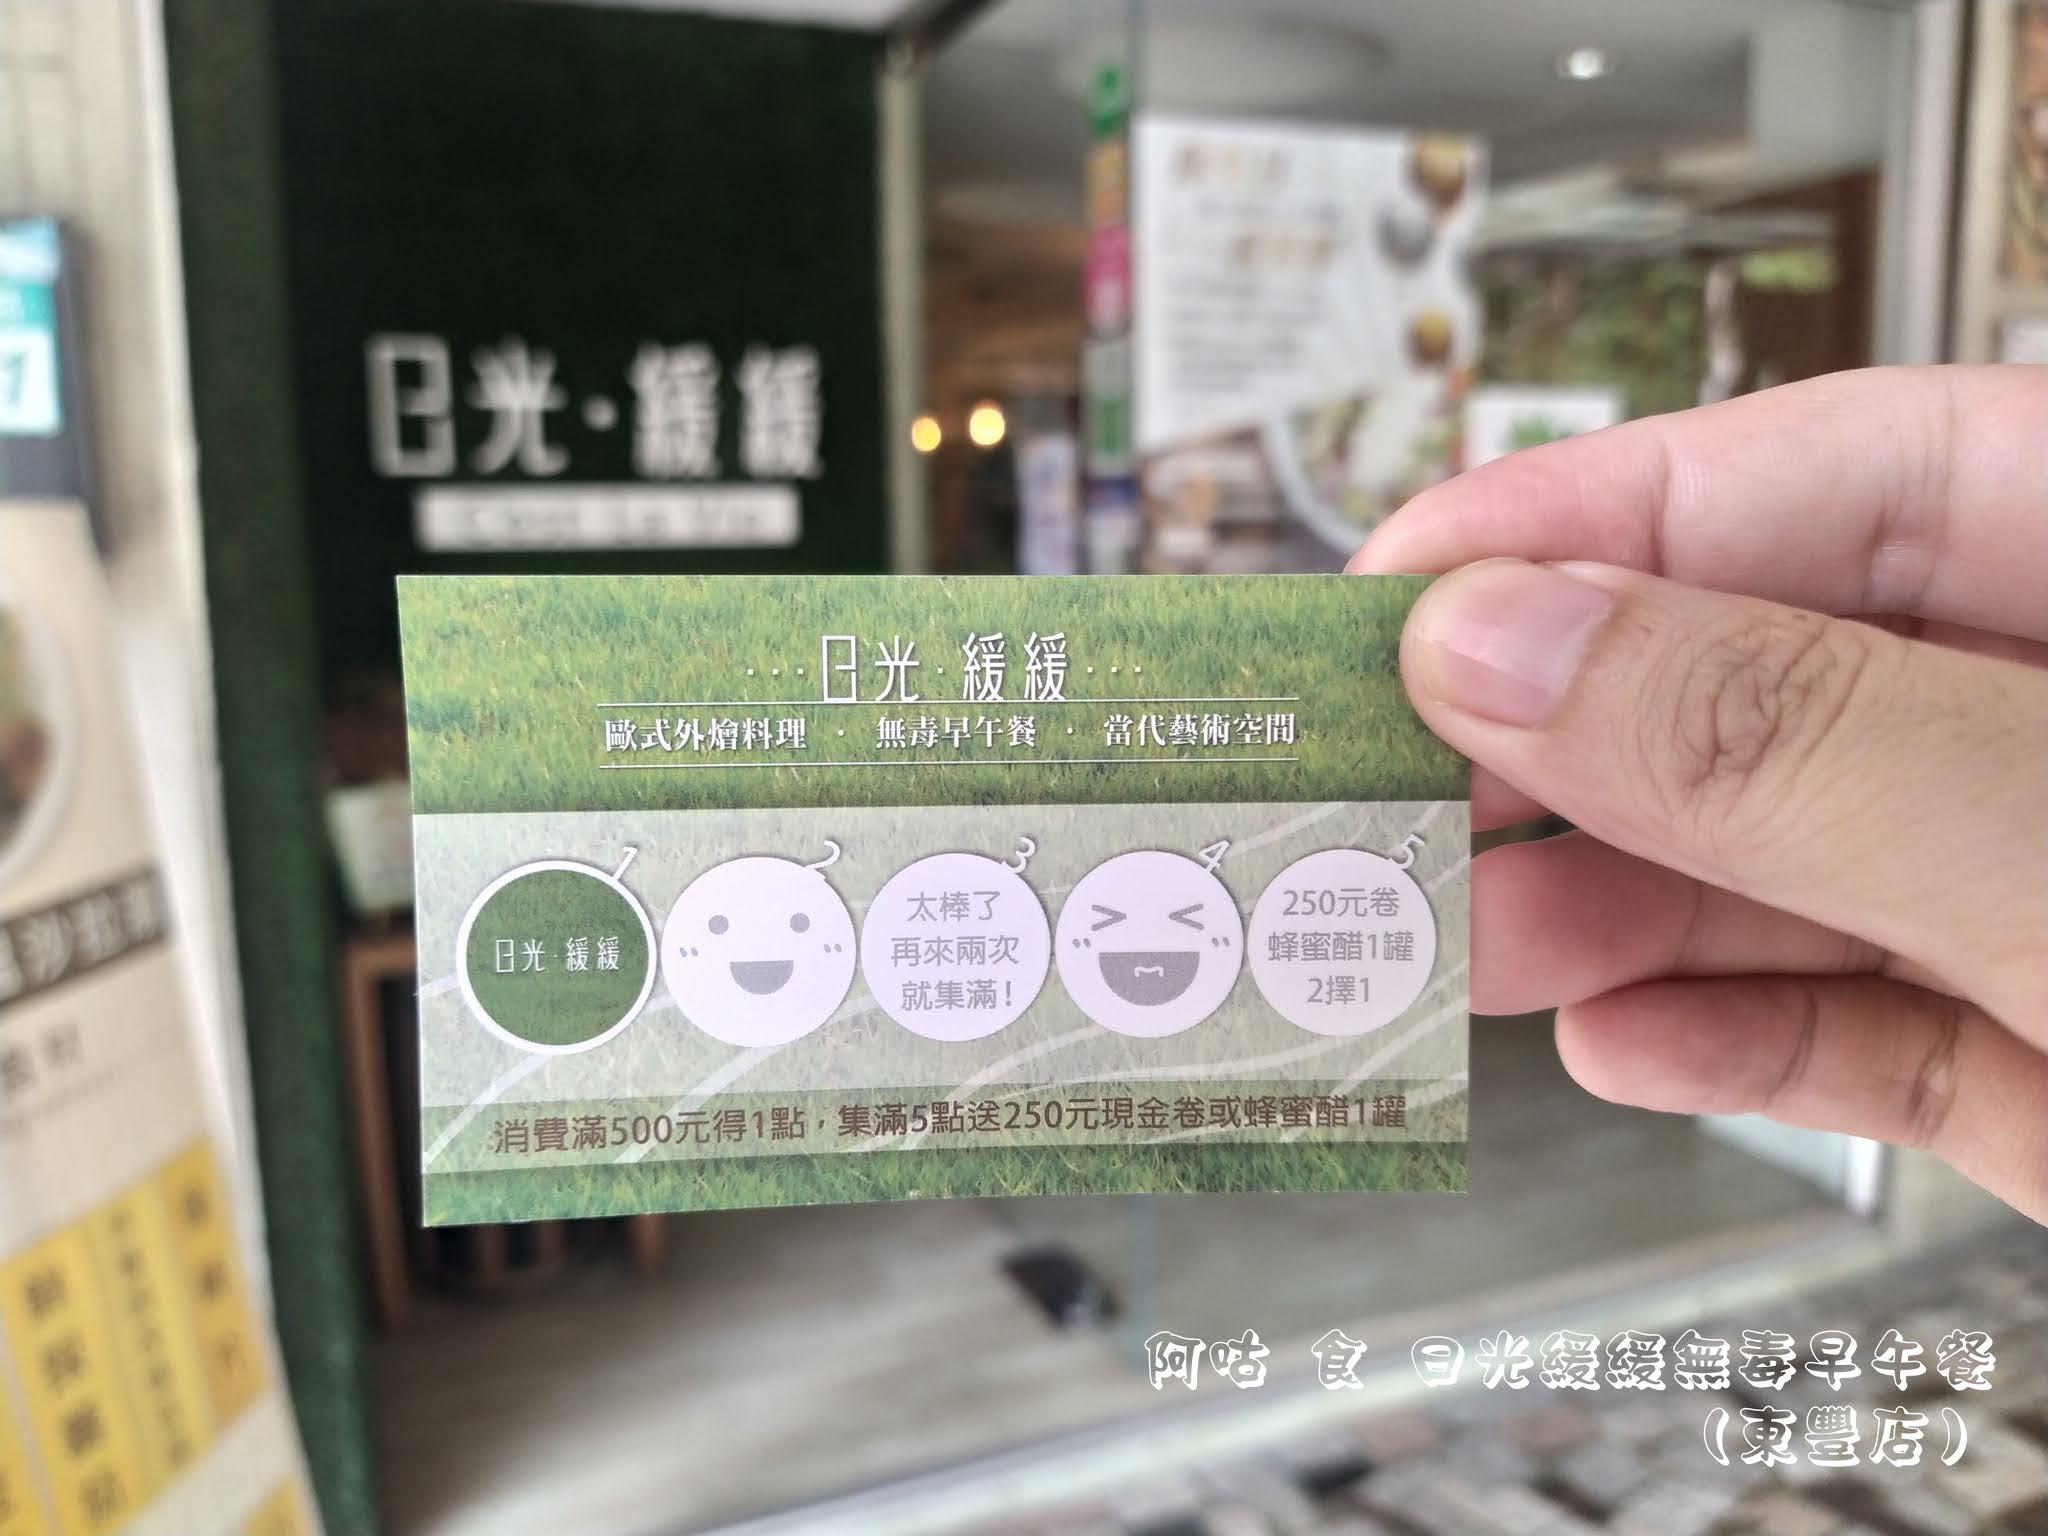 日光·緩緩
···日光·緩緩···
歐式外燴料理 · 無毒早午餐 · 當代藝術空間
1
日光·緩緩
2
3
太棒了
再來兩次
就集滿!
4
5
250元卷
蜂蜜醋1罐
2擇1
消費滿500元得1點,集滿5點送250元現金卷或蜂蜜醋1罐
阿咕 食 日光緩緩無毒早午餐
(東豐店)